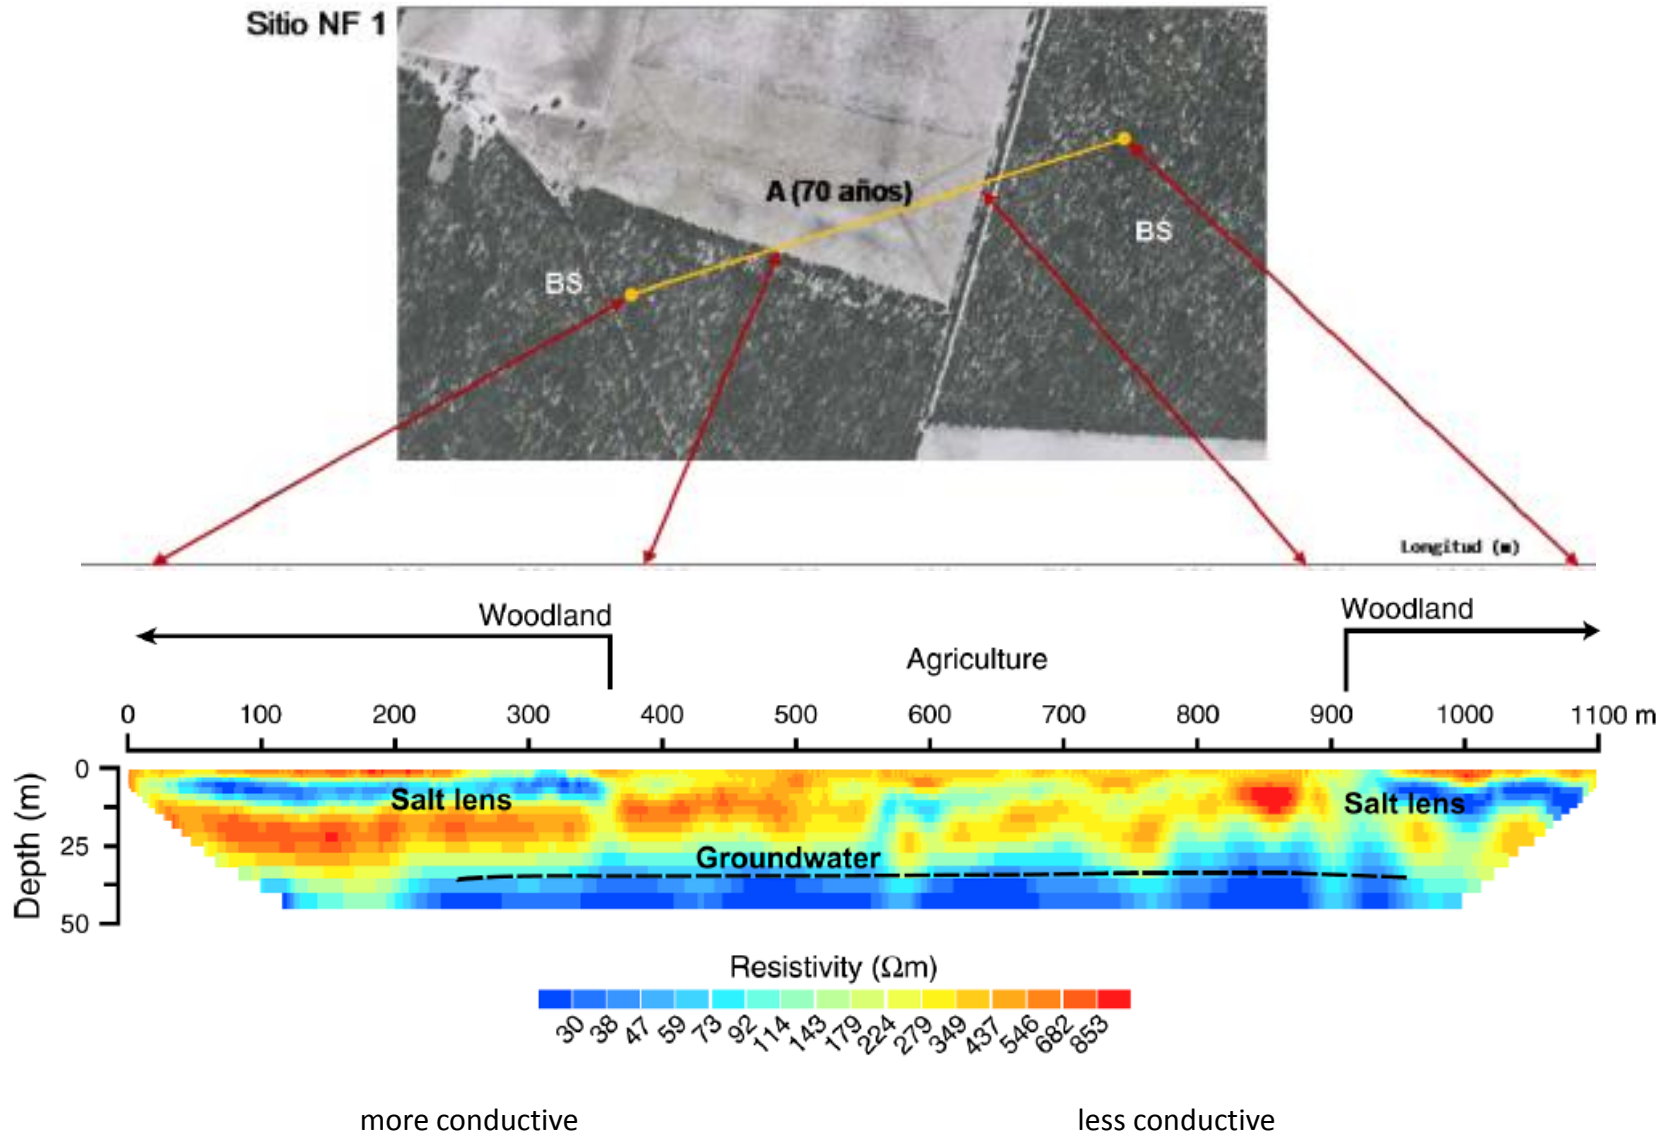 Sitio NF 1
A (70 años)
BS
BS
Longitud (m)
Woodland
Woodland
Agriculture
0 100 200 300 400 500 600 700 800 900 1000 1100 m
Depth (m)
0
25
50
Salt lens
Salt lens
Groundwater
Resistivity (Ωm)
30 38 47 59 73 92 114 143 179 224 279 349 437 546 682 853
more conductive
less conductive